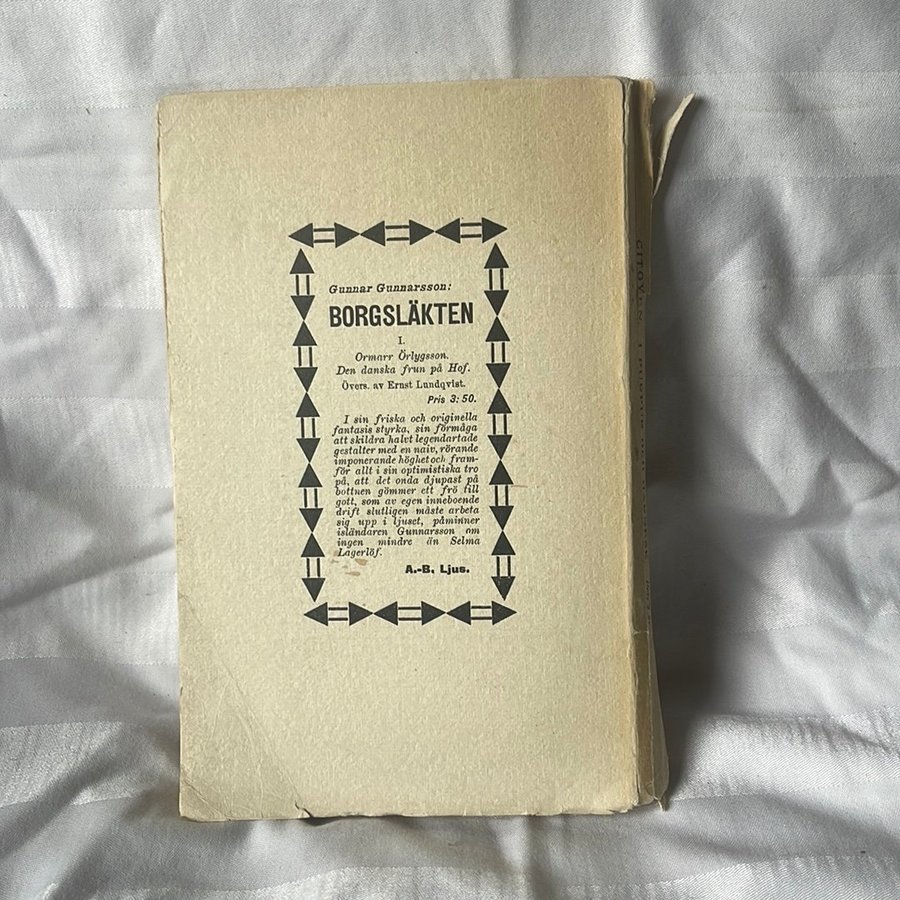 Gunnar Gunnarsson:
BORGSLÄKTEN
I.
Ormarr Örlygsson.
Den danska frun på Hof.
Övers. av Ernst Lundqvist.
Pris 3: 50.
I sin friska och originella
fantasis styrka, sin förmåga
att skildra halvt legendartade
gestalter med en naiv, rörande
imponerande höghet och fram-
för allt i sin optimistiska tro
på, att det onda djupast på
bottnen gömmer ett frö till
gott, som av egen inneboende
drift slutligen måste arbeta
sig upp i ljuset, påminner
isländaren Gunnarsson om
ingen mindre än Selma
Lagerlöf.
A.-B. Ljus.